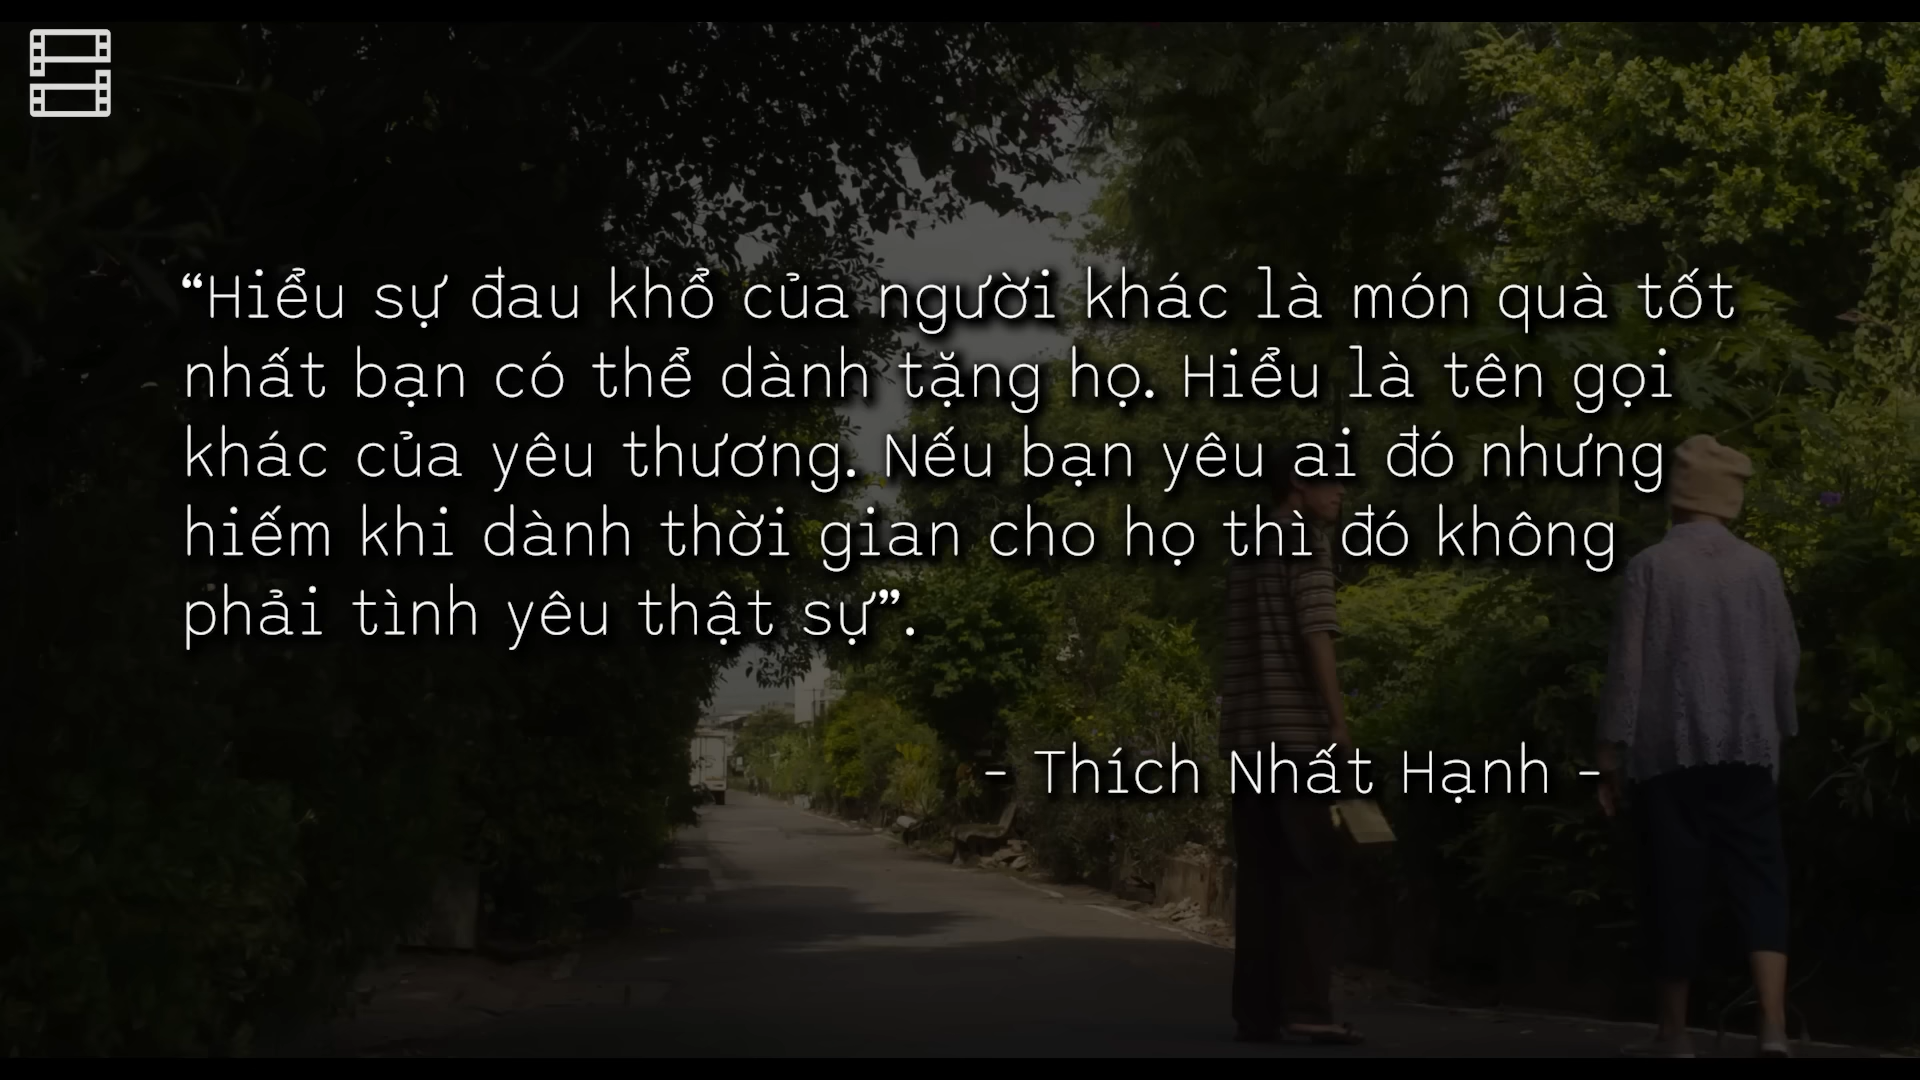 “Hiểu sự đau khổ của người khác là món quà tốt
nhất bạn có thể dành tặng họ. Hiểu là tên gọi
khác của yêu thương. Nếu bạn yêu ai đó nhưng
hiếm khi dành thời gian cho họ thì đó không
phải tình yêu thật sự”.
- Thích Nhất Hạnh -